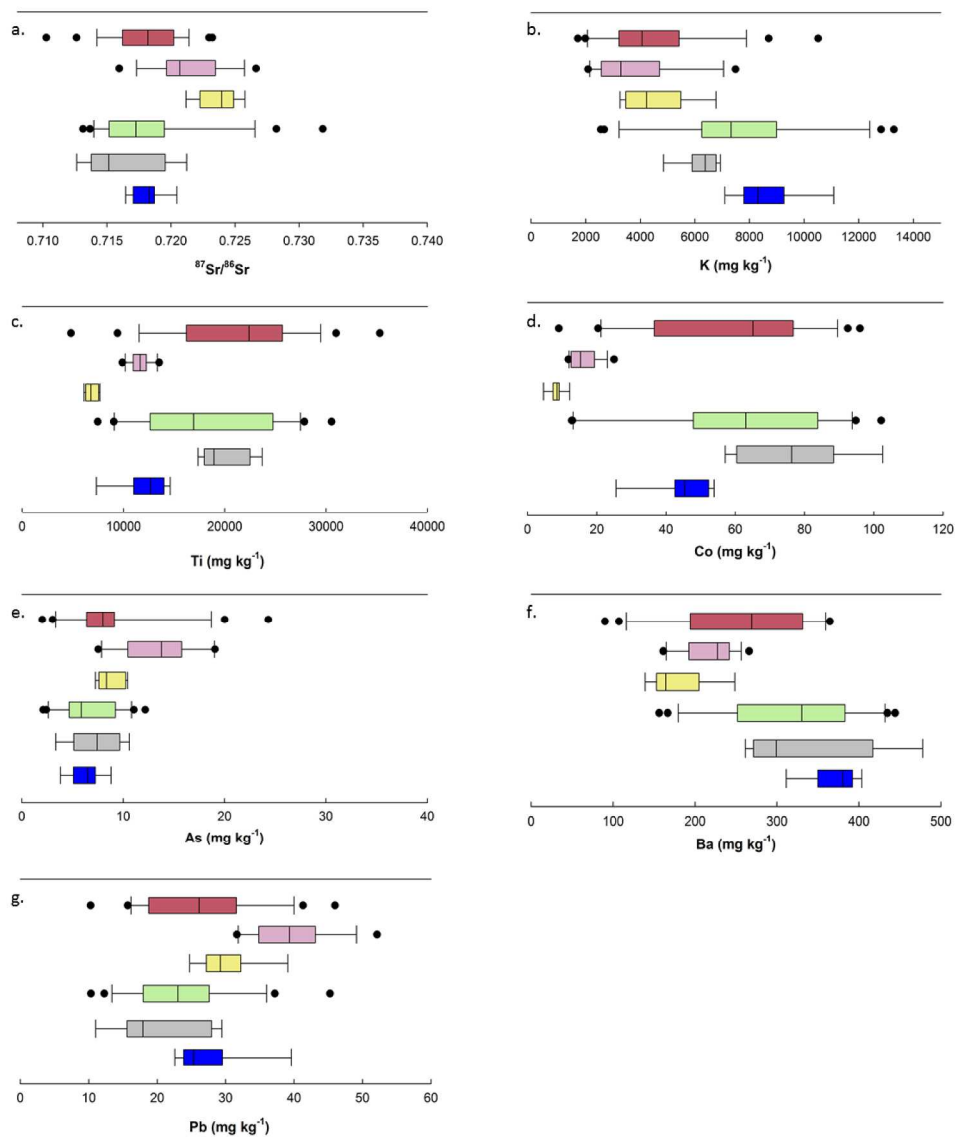 a.
0.710 0.715 0.720 0.725 0.730 0.735 0.740
⁸⁷Sr/⁸⁶Sr
b.
0 2000 4000 6000 8000 10000 12000 14000
K (mg kg⁻¹)
c.
0 10000 20000 30000 40000
Ti (mg kg⁻¹)
d.
0 20 40 60 80 100 120
Co (mg kg⁻¹)
e.
0 10 20 30 40
As (mg kg⁻¹)
f.
0 100 200 300 400 500
Ba (mg kg⁻¹)
g.
0 10 20 30 40 50 60
Pb (mg kg⁻¹)